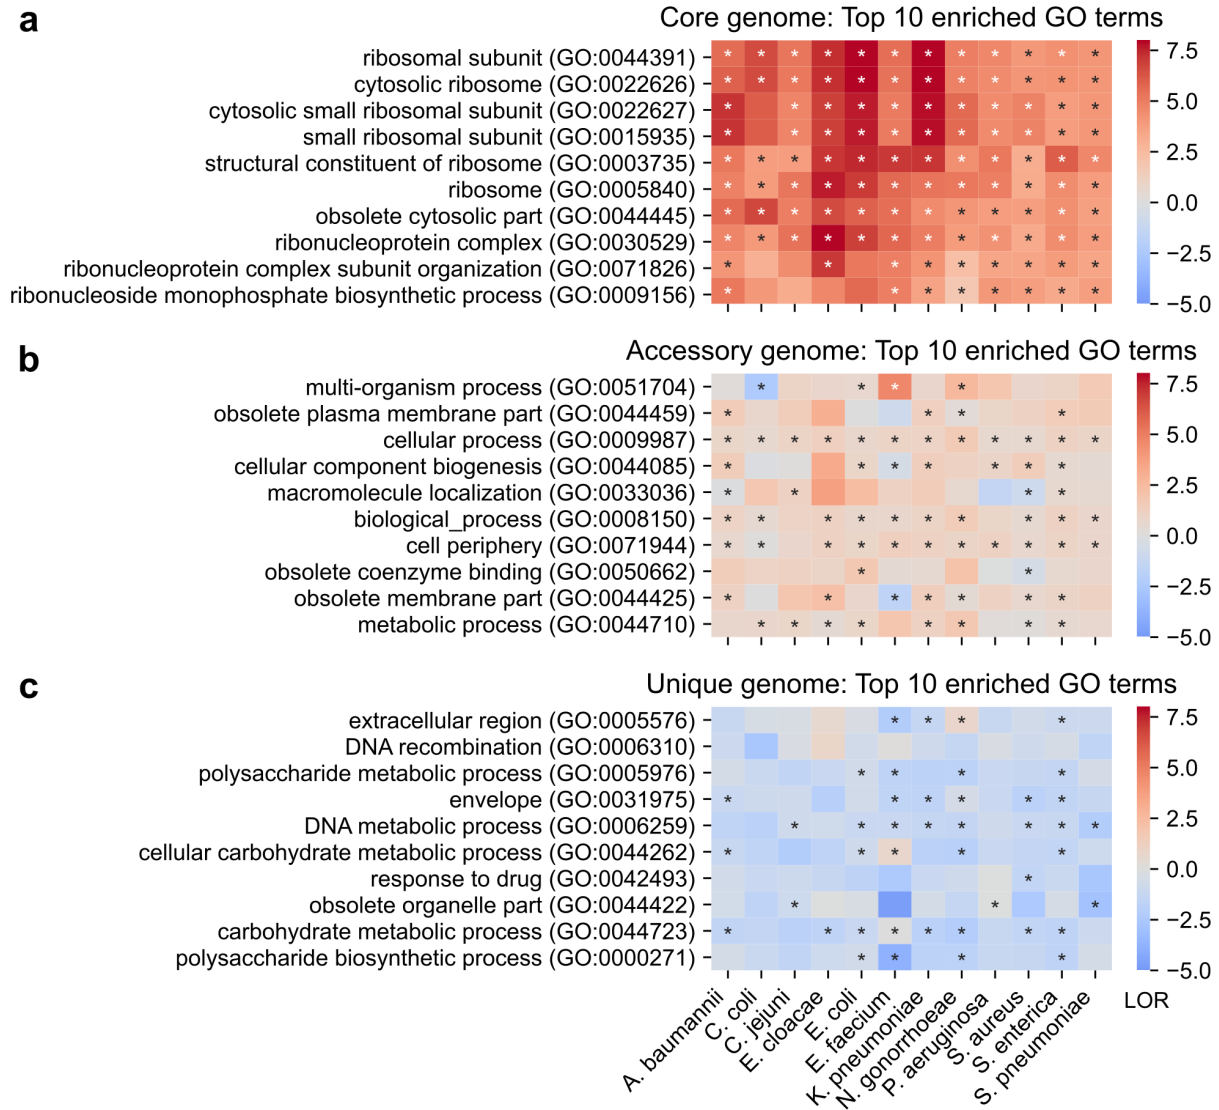 a
Core genome: Top 10 enriched GO terms
ribosomal subunit (GO:0044391)
cytosolic ribosome (GO:0022626)
cytosolic small ribosomal subunit (GO:0022627)
small ribosomal subunit (GO:0015935)
structural constituent of ribosome (GO:0003735)
ribosome (GO:0005840)
obsolete cytosolic part (GO:0044445)
ribonucleoprotein complex (GO:0030529)
ribonucleoprotein complex subunit organization (GO:0071826)
ribonucleoside monophosphate biosynthetic process (GO:0009156)
7.5
5.0
2.5
0.0
−2.5
−5.0
b
Accessory genome: Top 10 enriched GO terms
multi-organism process (GO:0051704)
obsolete plasma membrane part (GO:0044459)
cellular process (GO:0009987)
cellular component biogenesis (GO:0044085)
macromolecule localization (GO:0033036)
biological_process (GO:0008150)
cell periphery (GO:0071944)
obsolete coenzyme binding (GO:0050662)
obsolete membrane part (GO:0044425)
metabolic process (GO:0044710)
7.5
5.0
2.5
0.0
−2.5
−5.0
c
Unique genome: Top 10 enriched GO terms
extracellular region (GO:0005576)
DNA recombination (GO:0006310)
polysaccharide metabolic process (GO:0005976)
envelope (GO:0031975)
DNA metabolic process (GO:0006259)
cellular carbohydrate metabolic process (GO:0044262)
response to drug (GO:0042493)
obsolete organelle part (GO:0044422)
carbohydrate metabolic process (GO:0044723)
polysaccharide biosynthetic process (GO:0000271)
7.5
5.0
2.5
0.0
−2.5
−5.0
LOR
A. baumannii
C. coli
C. jejuni
E. cloacae
E. coli
E. faecium
K. pneumoniae
N. gonorrhoeae
P. aeruginosa
S. aureus
S. enterica
S. pneumoniae